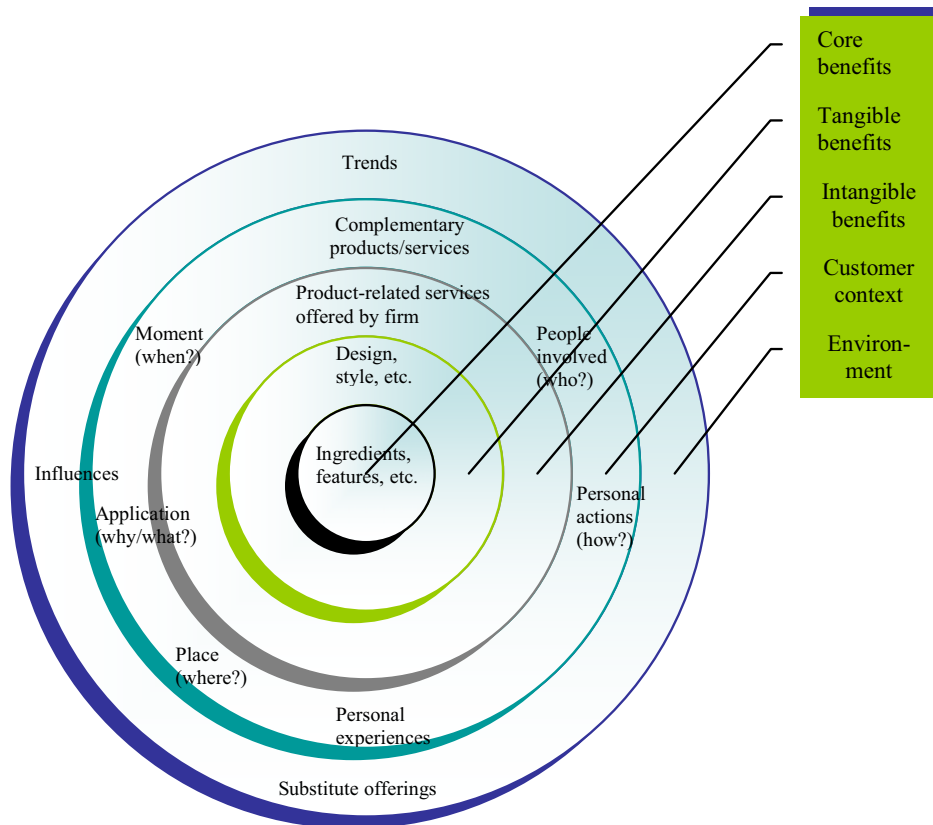 Core
benefits
Tangible
benefits
Intangible
benefits
Customer
context
Environ-
ment
Trends
Complementary
products/services
Product-related services
offered by firm
Moment
(when?)
People
involved
(who?)
Design,
style, etc.
Ingredients,
features, etc.
Influences
Application
(why/what?)
Personal
actions
(how?)
Place
(where?)
Personal
experiences
Substitute offerings